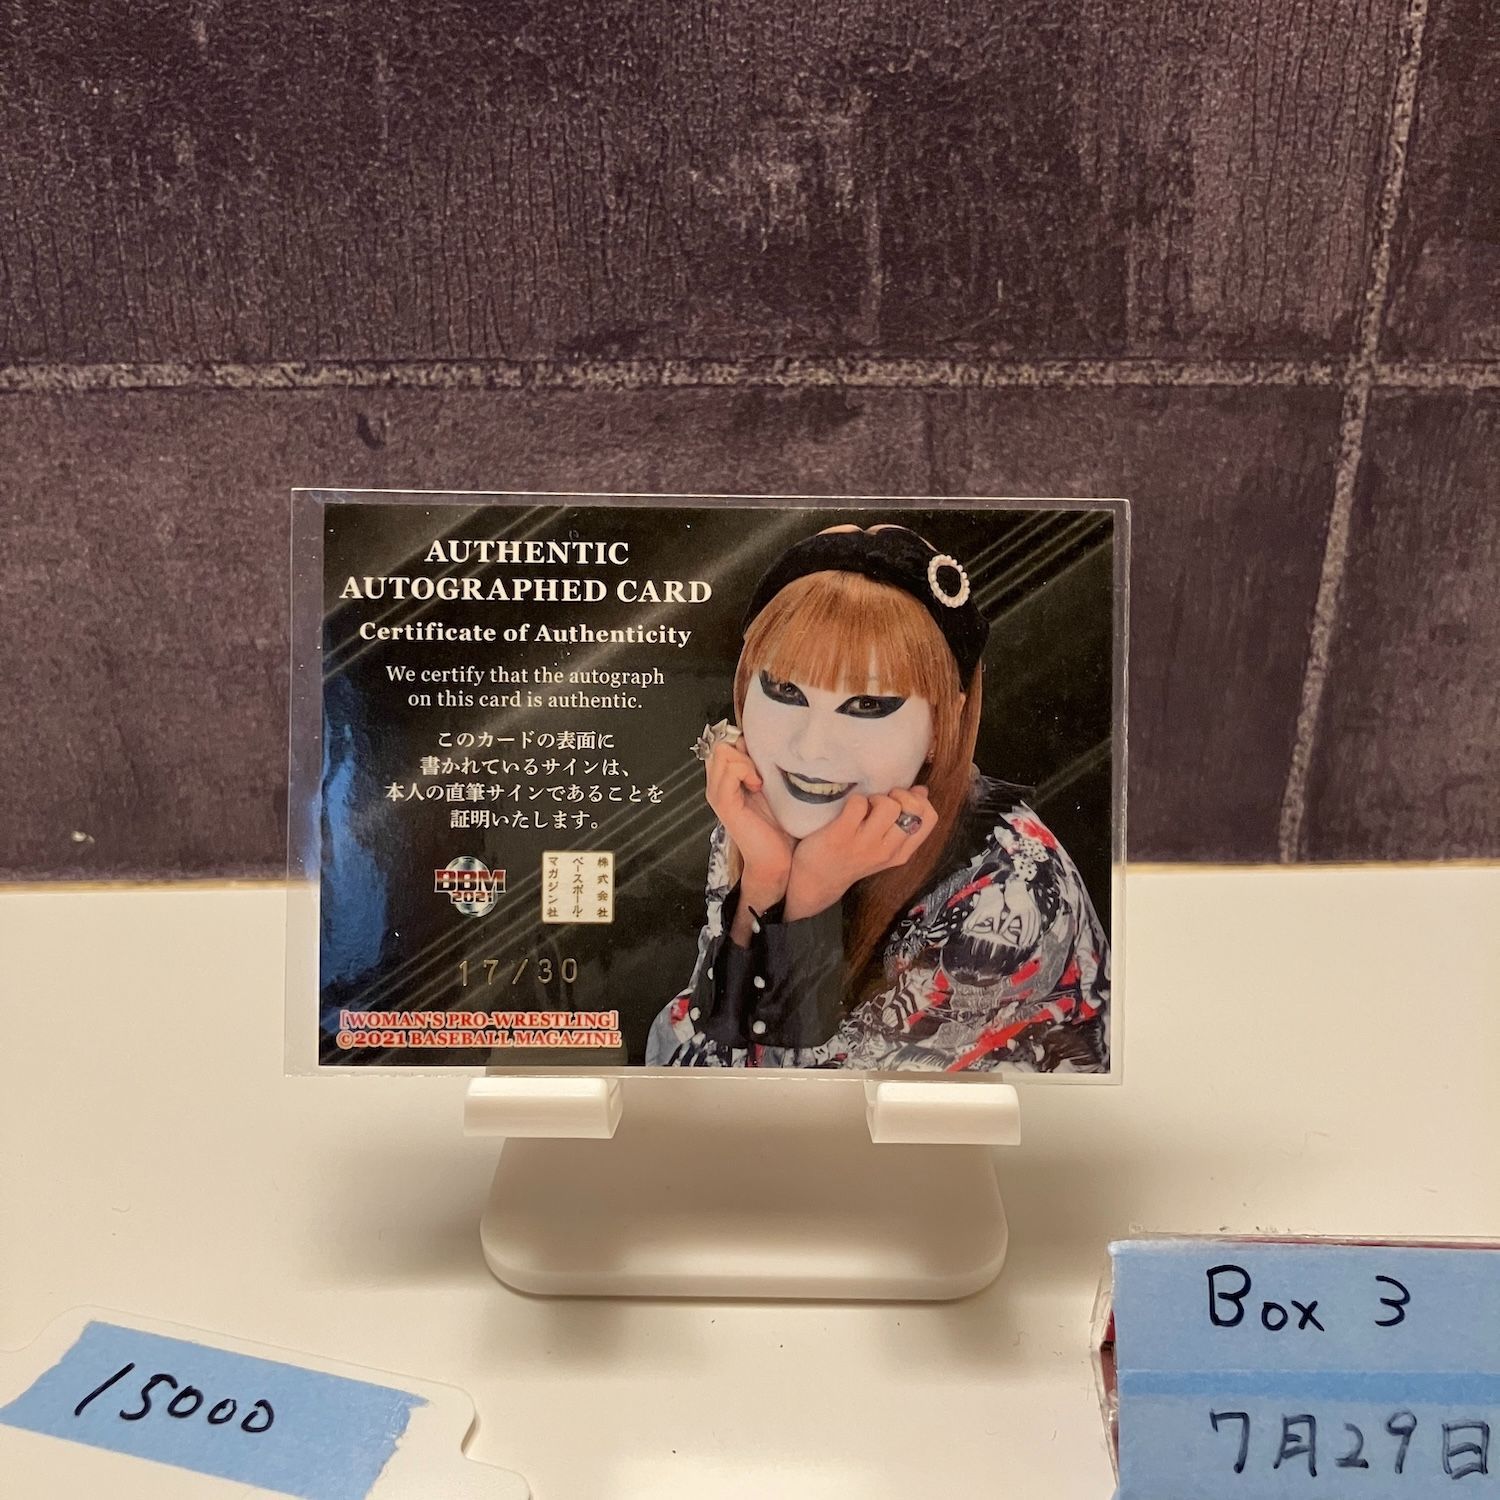 AUTHENTIC
AUTOGRAPHED CARD
Certificate of Authenticity
We certify that the autograph
on this card is authentic.
このカードの表面に
書かれているサインは、
本人の直筆サインであることを
証明いたします。
BBM
2021
株式会社
ベースボール・
マガジン社
17/30
[WOMAN'S PRO-WRESTLING]
©2021 BASEBALL MAGAZINE
15000
Box 3
7月29日